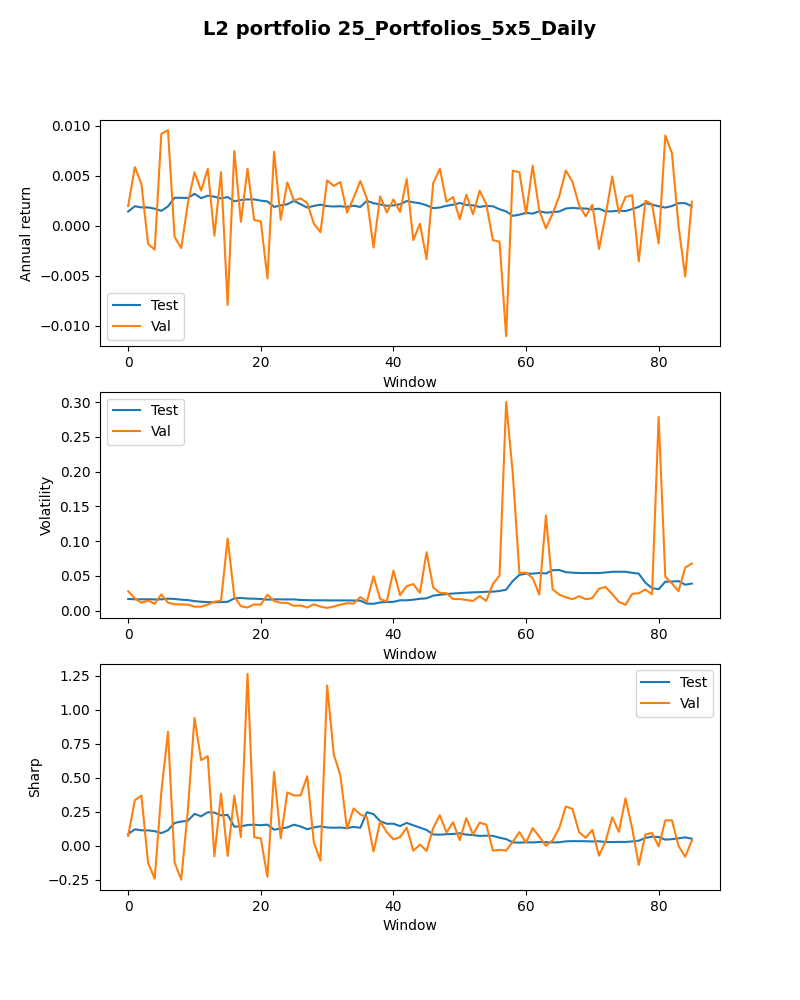 L2 portfolio 25_Portfolios_5x5_Daily
0.010
0.005
0.000
−0.005
−0.010
Annual return
Test
Val
0 20 40 60 80
Window
0.30
0.25
0.20
0.15
0.10
0.05
0.00
Volatility
Test
Val
0 20 40 60 80
Window
1.25
1.00
0.75
0.50
0.25
0.00
−0.25
Sharp
Test
Val
0 20 40 60 80
Window